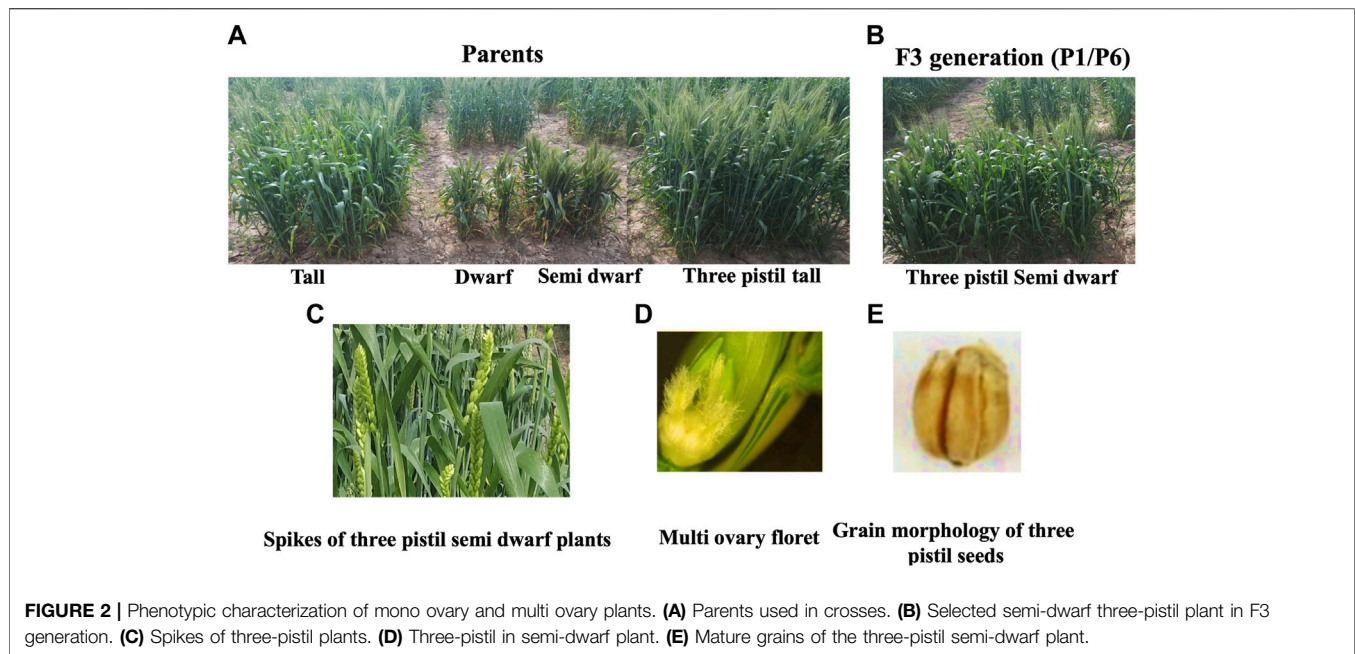 A
Parents
B
F3 generation (P1/P6)
Tall Dwarf Semi dwarf Three pistil tall
Three pistil Semi dwarf
C
D
E
Spikes of three pistil semi dwarf plants
Multi ovary floret
Grain morphology of three
pistil seeds
FIGURE 2 | Phenotypic characterization of mono ovary and multi ovary plants. (A) Parents used in crosses. (B) Selected semi-dwarf three-pistil plant in F3
generation. (C) Spikes of three-pistil plants. (D) Three-pistil in semi-dwarf plant. (E) Mature grains of the three-pistil semi-dwarf plant.